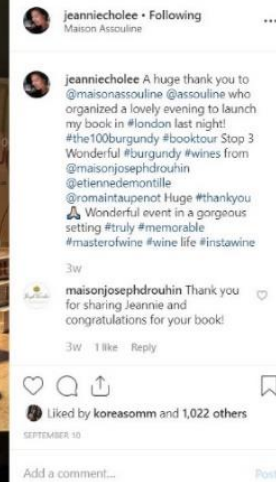 jeanniecholee • Following
Maison Assouline
jeanniecholee A huge thank you to
@maisonassouline @assouline who
organized a lovely evening to launch
my book in #london last night!
#the100burgundy #booktour Stop 3
Wonderful #burgundy #wines from
@maisonjosephdrouhin
@etiennedemontille
@romaintaupenot Huge #thankyou
🙏🏼 Wonderful event in a gorgeous
setting #truly #memorable
#masterofwine #wine life #instawine
3w
maisonjosephdrouhin Thank you
for sharing Jeannie and
congratulations for your book!
3w 1 like Reply
Liked by koreasomm and 1,022 others
SEPTEMBER 10
Add a comment...
Post